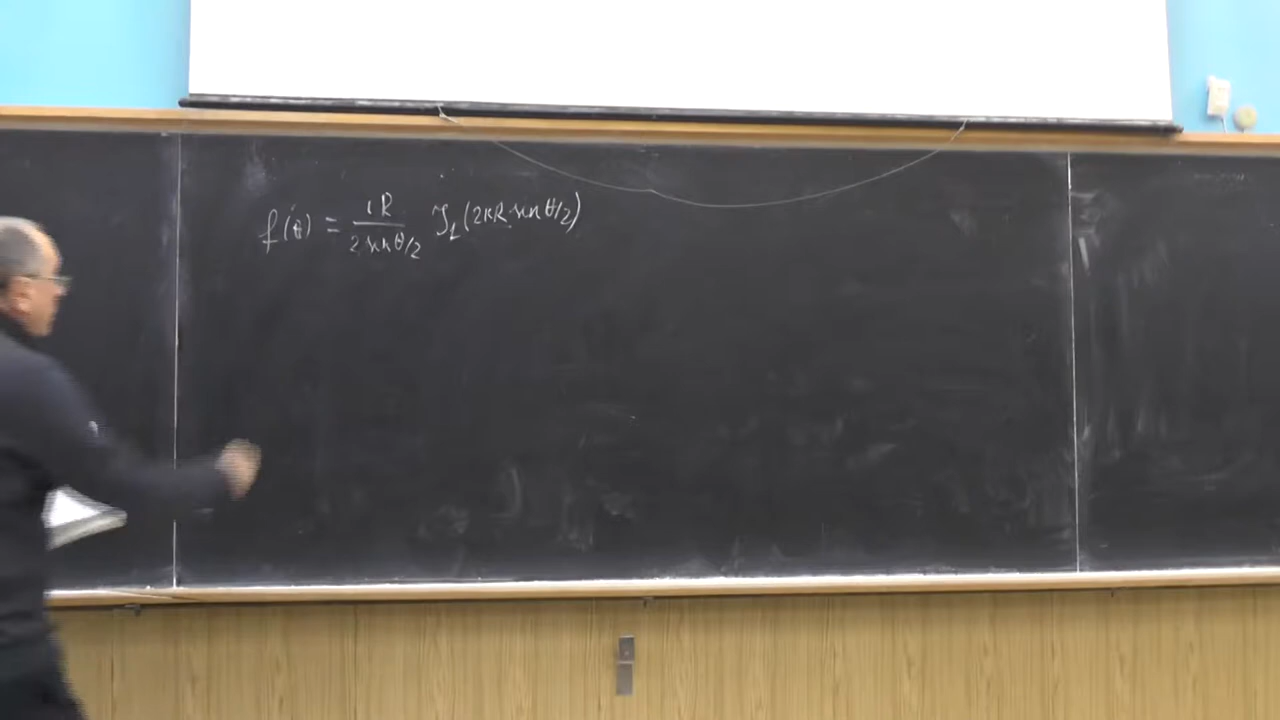 f(θ) = iR / (2 sin θ/2) J₁(2kR sin θ/2)